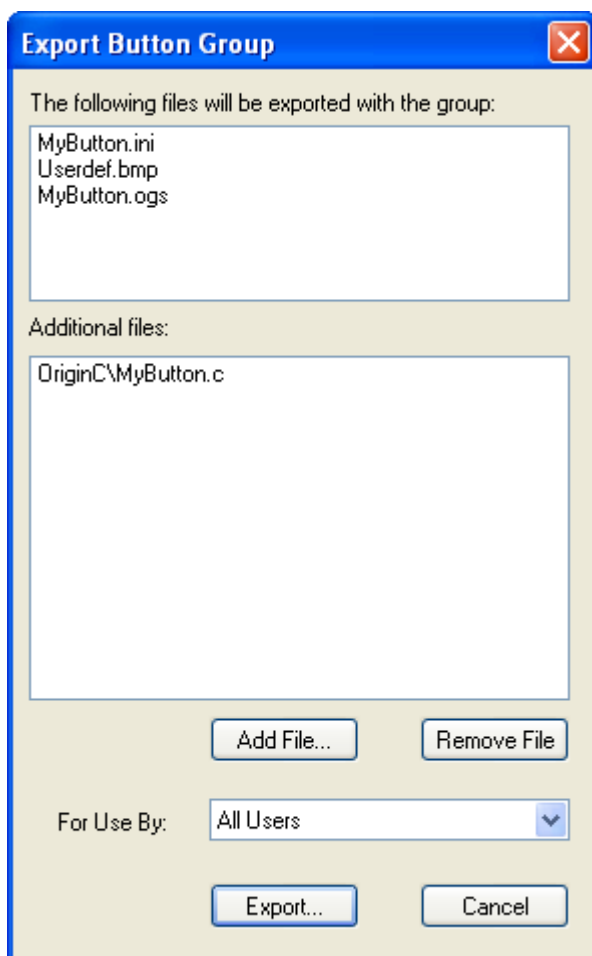 Export Button Group
The following files will be exported with the group:
MyButton.ini
Userdef.bmp
MyButton.ogs
Additional files:
OriginC\MyButton.c
Add File...
Remove File
For Use By:
All Users
Export...
Cancel